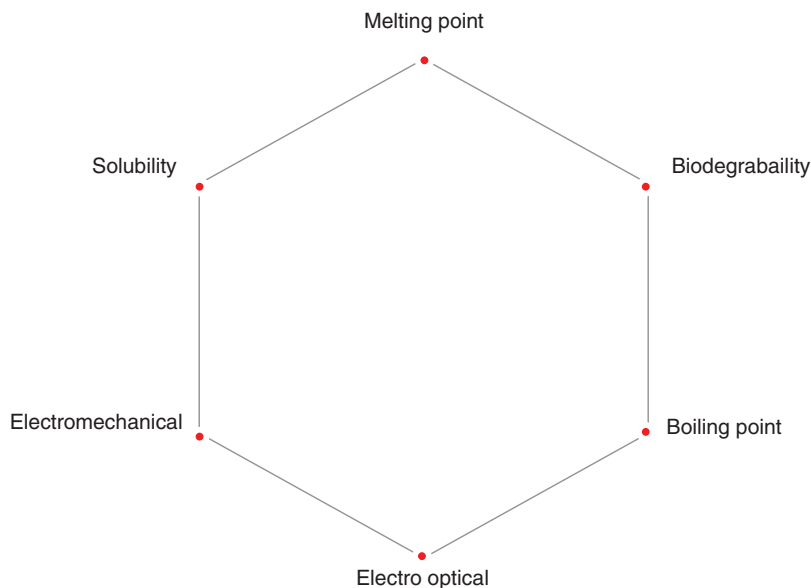 Melting point
Solubility
Biodegrabaility
Electromechanical
Boiling point
Electro optical